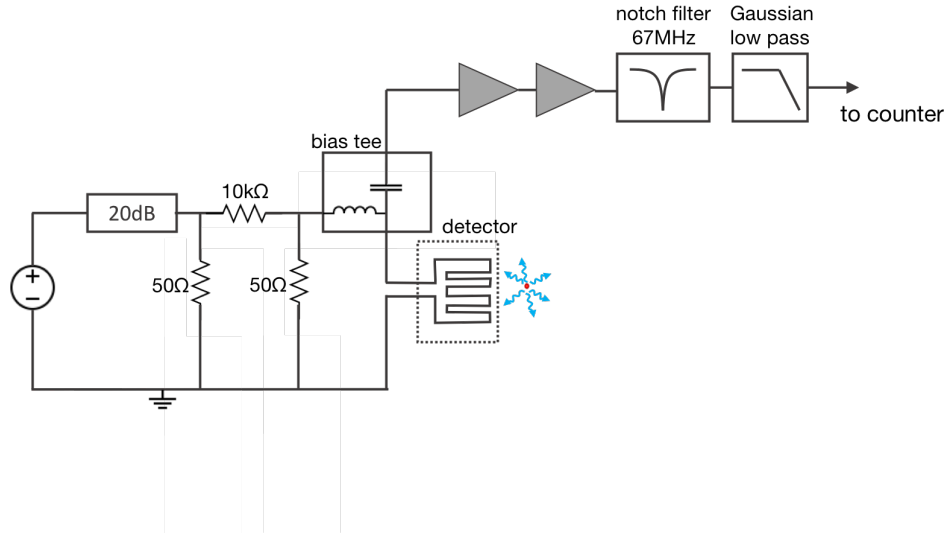 notch filter
67MHz
Gaussian
low pass
to counter
bias tee
10kΩ
20dB
detector
50Ω
50Ω
+
−